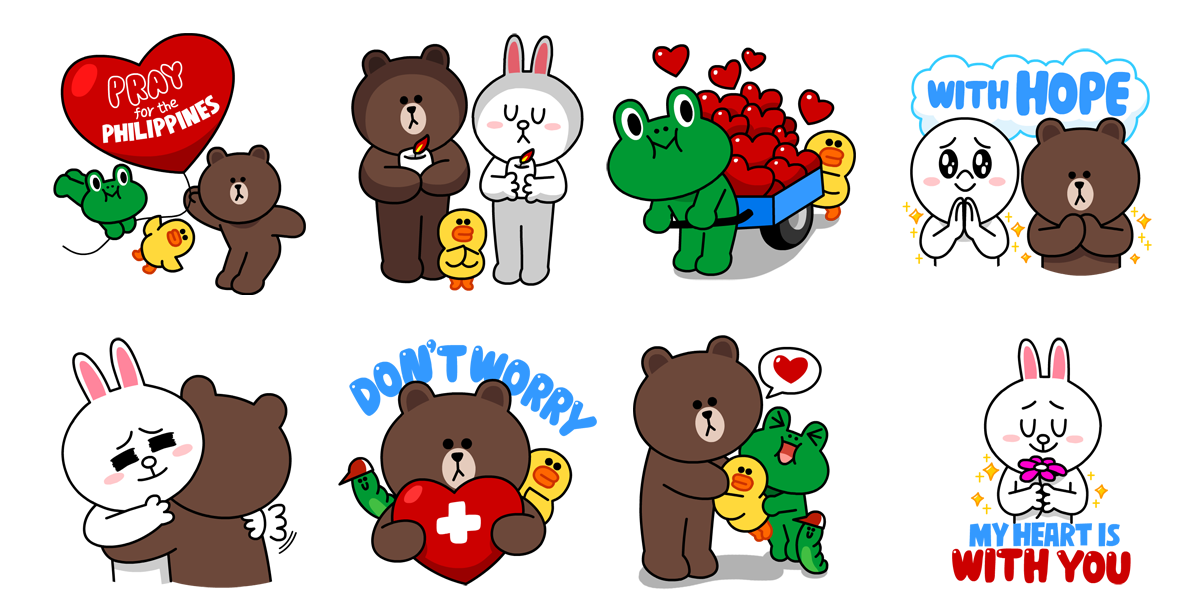 PRAY
for the
PHILIPPINES
WITH HOPE
DON'T WORRY
MY HEART IS
WITH YOU